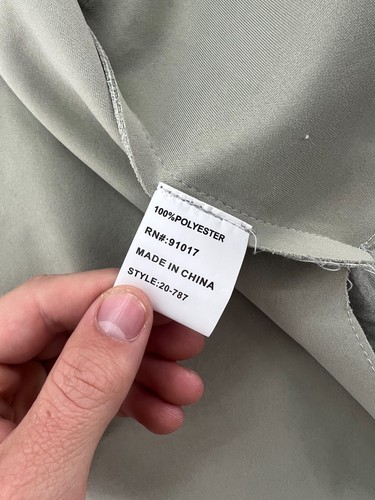 100%POLYESTER
RN#:91017
MADE IN CHINA
STYLE:20-787